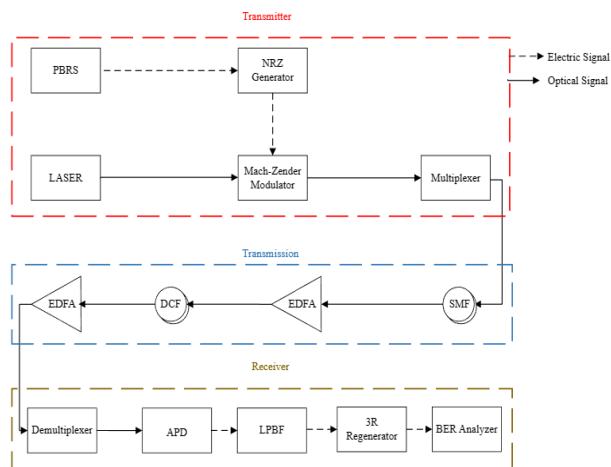 Transmitter
PBRS
NRZ
Generator
Electric Signal
Optical Signal
LASER
Mach-Zender
Modulator
Multiplexer
Transmission
EDFA
DCF
EDFA
SMF
Receiver
Demultiplexer
APD
LPBF
3R
Regenerator
BER Analyzer